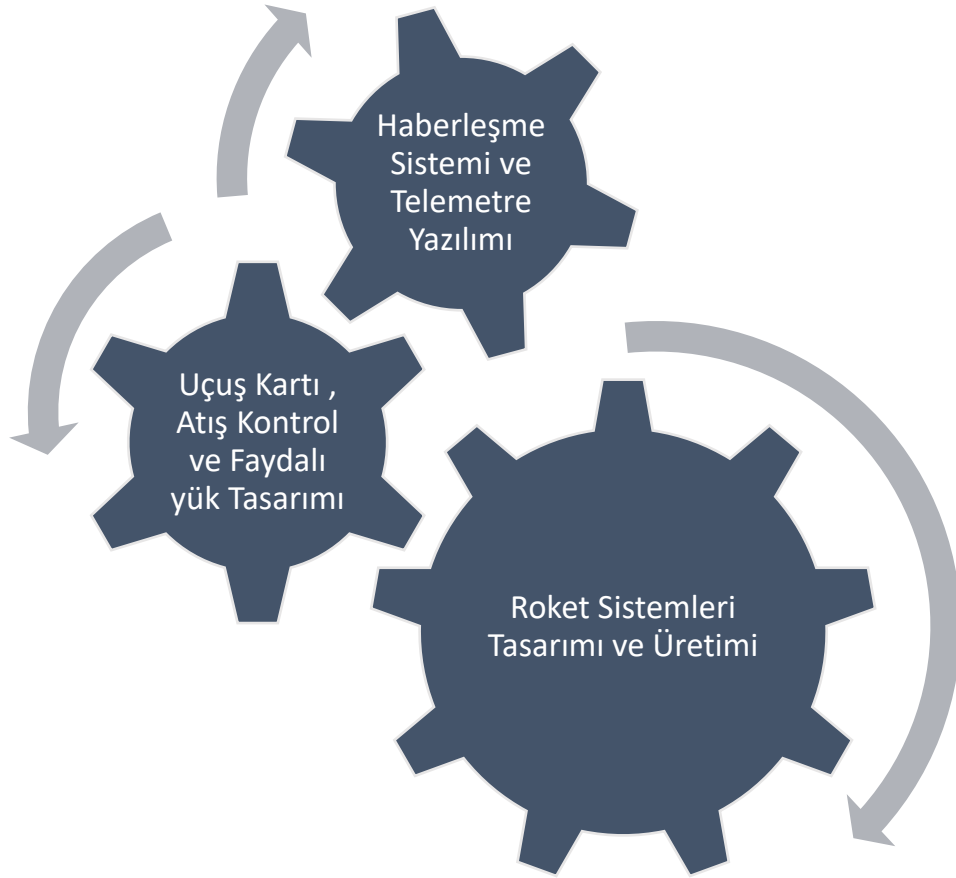 Haberleşme
Sistemi ve
Telemetre
Yazılımı
Uçuş Kartı ,
Atış Kontrol
ve Faydalı
yük Tasarımı
Roket Sistemleri
Tasarımı ve Üretimi